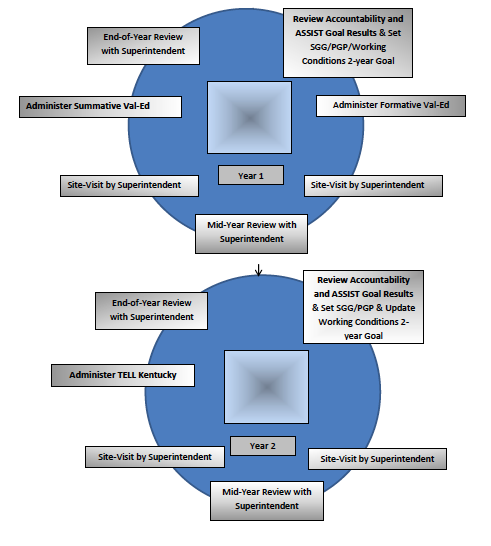 End-of-Year Review
with Superintendent
Review Accountability and
ASSIST Goal Results & Set
SGG/PGP/Working
Conditions 2-year Goal
Administer Summative Val-Ed
Administer Formative Val-Ed
Year 1
Site-Visit by Superintendent
Site-Visit by Superintendent
Mid-Year Review with
Superintendent
End-of-Year Review
with Superintendent
Review Accountability
and ASSIST Goal Results
& Set SGG/PGP & Update
Working Conditions 2-
year Goal
Administer TELL Kentucky
Year 2
Site-Visit by Superintendent
Site-Visit by Superintendent
Mid-Year Review with
Superintendent